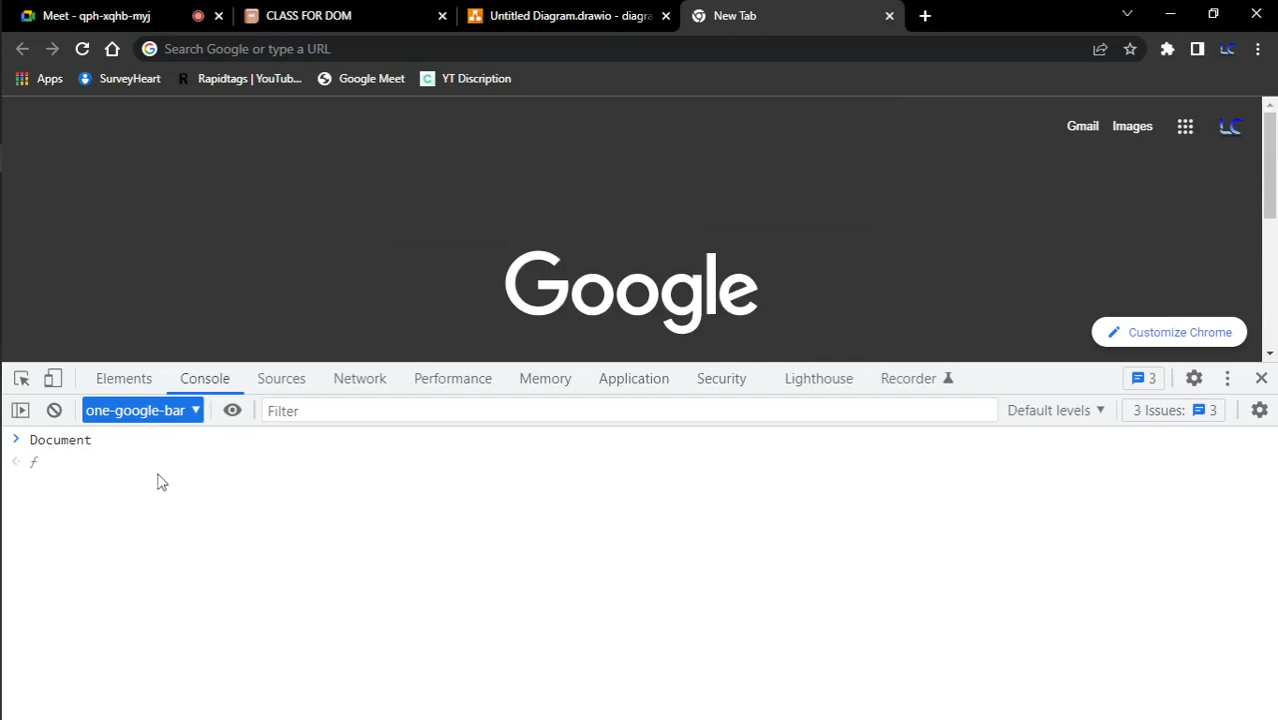 Meet - qph-xqhb-myj
CLASS FOR DOM
Untitled Diagram.drawio - diagra
New Tab
Search Google or type a URL
Apps
SurveyHeart
R Rapidtags | YouTub...
Google Meet
C YT Discription
Gmail Images LC
Google
Customize Chrome
Elements Console Sources Network Performance Memory Application Security Lighthouse Recorder 3
one-google-bar Filter Default levels 3 Issues: 3
> Document
f